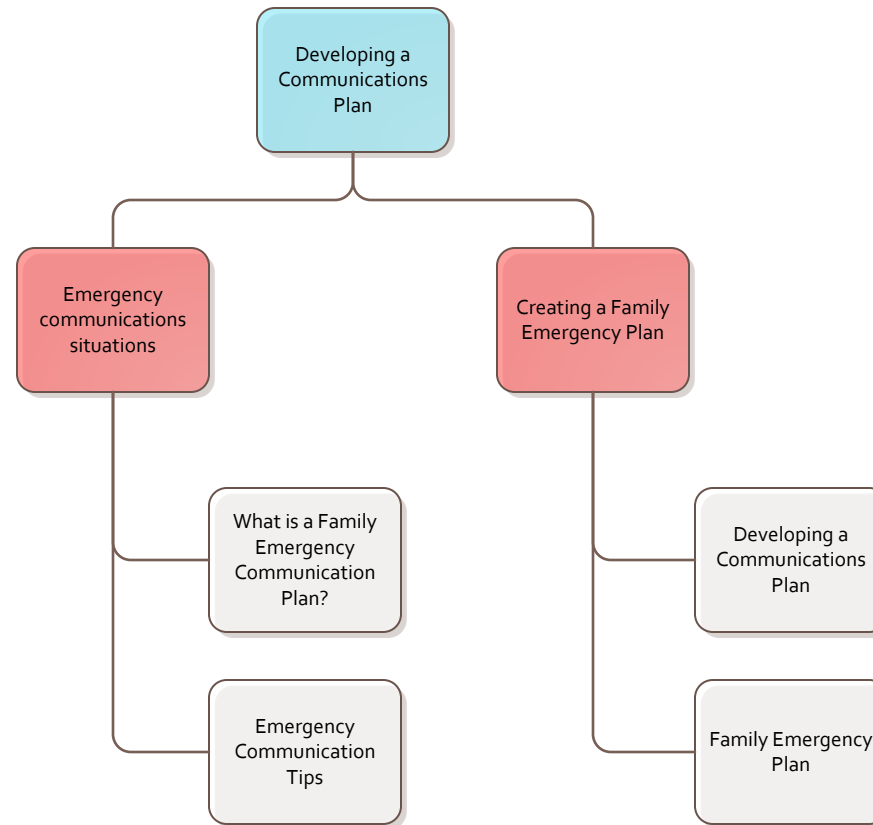 Developing a
Communications
Plan
Emergency
communications
situations
Creating a Family
Emergency Plan
What is a Family
Emergency
Communication
Plan?
Developing a
Communications
Plan
Emergency
Communication
Tips
Family Emergency
Plan